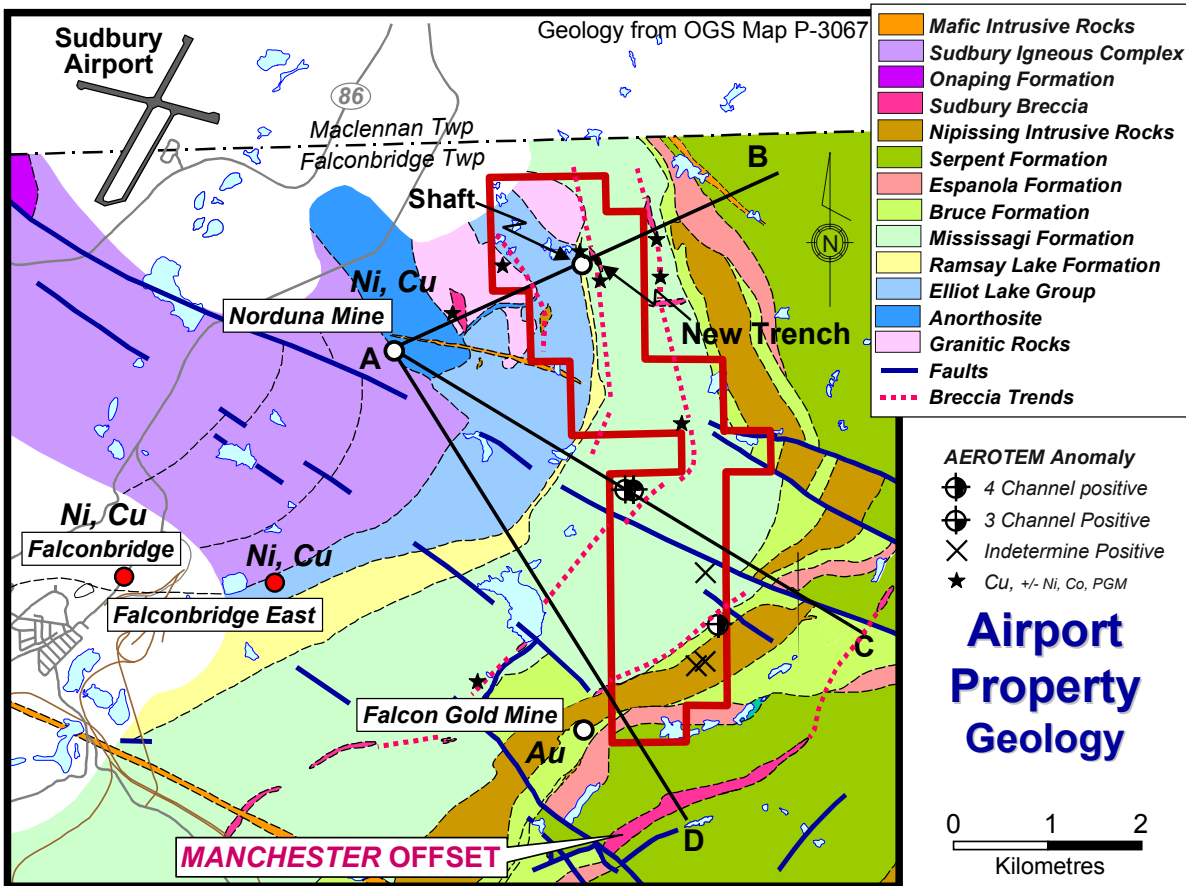 Geology from OGS Map P-3067
Sudbury
Airport
86
Maclennan Twp
Falconbridge Twp
B
Shaft
N
Ni, Cu
Norduna Mine
New Trench
A
Ni, Cu
Falconbridge
Ni, Cu
Falconbridge East
C
Falcon Gold Mine
Au
D
MANCHESTER OFFSET
Mafic Intrusive Rocks
Sudbury Igneous Complex
Onaping Formation
Sudbury Breccia
Nipissing Intrusive Rocks
Serpent Formation
Espanola Formation
Bruce Formation
Mississagi Formation
Ramsay Lake Formation
Elliot Lake Group
Anorthosite
Granitic Rocks
Faults
Breccia Trends
AEROTEM Anomaly
4 Channel positive
3 Channel Positive
Indetermine Positive
Cu, +/- Ni, Co, PGM
Airport
Property
Geology
0 1 2
Kilometres